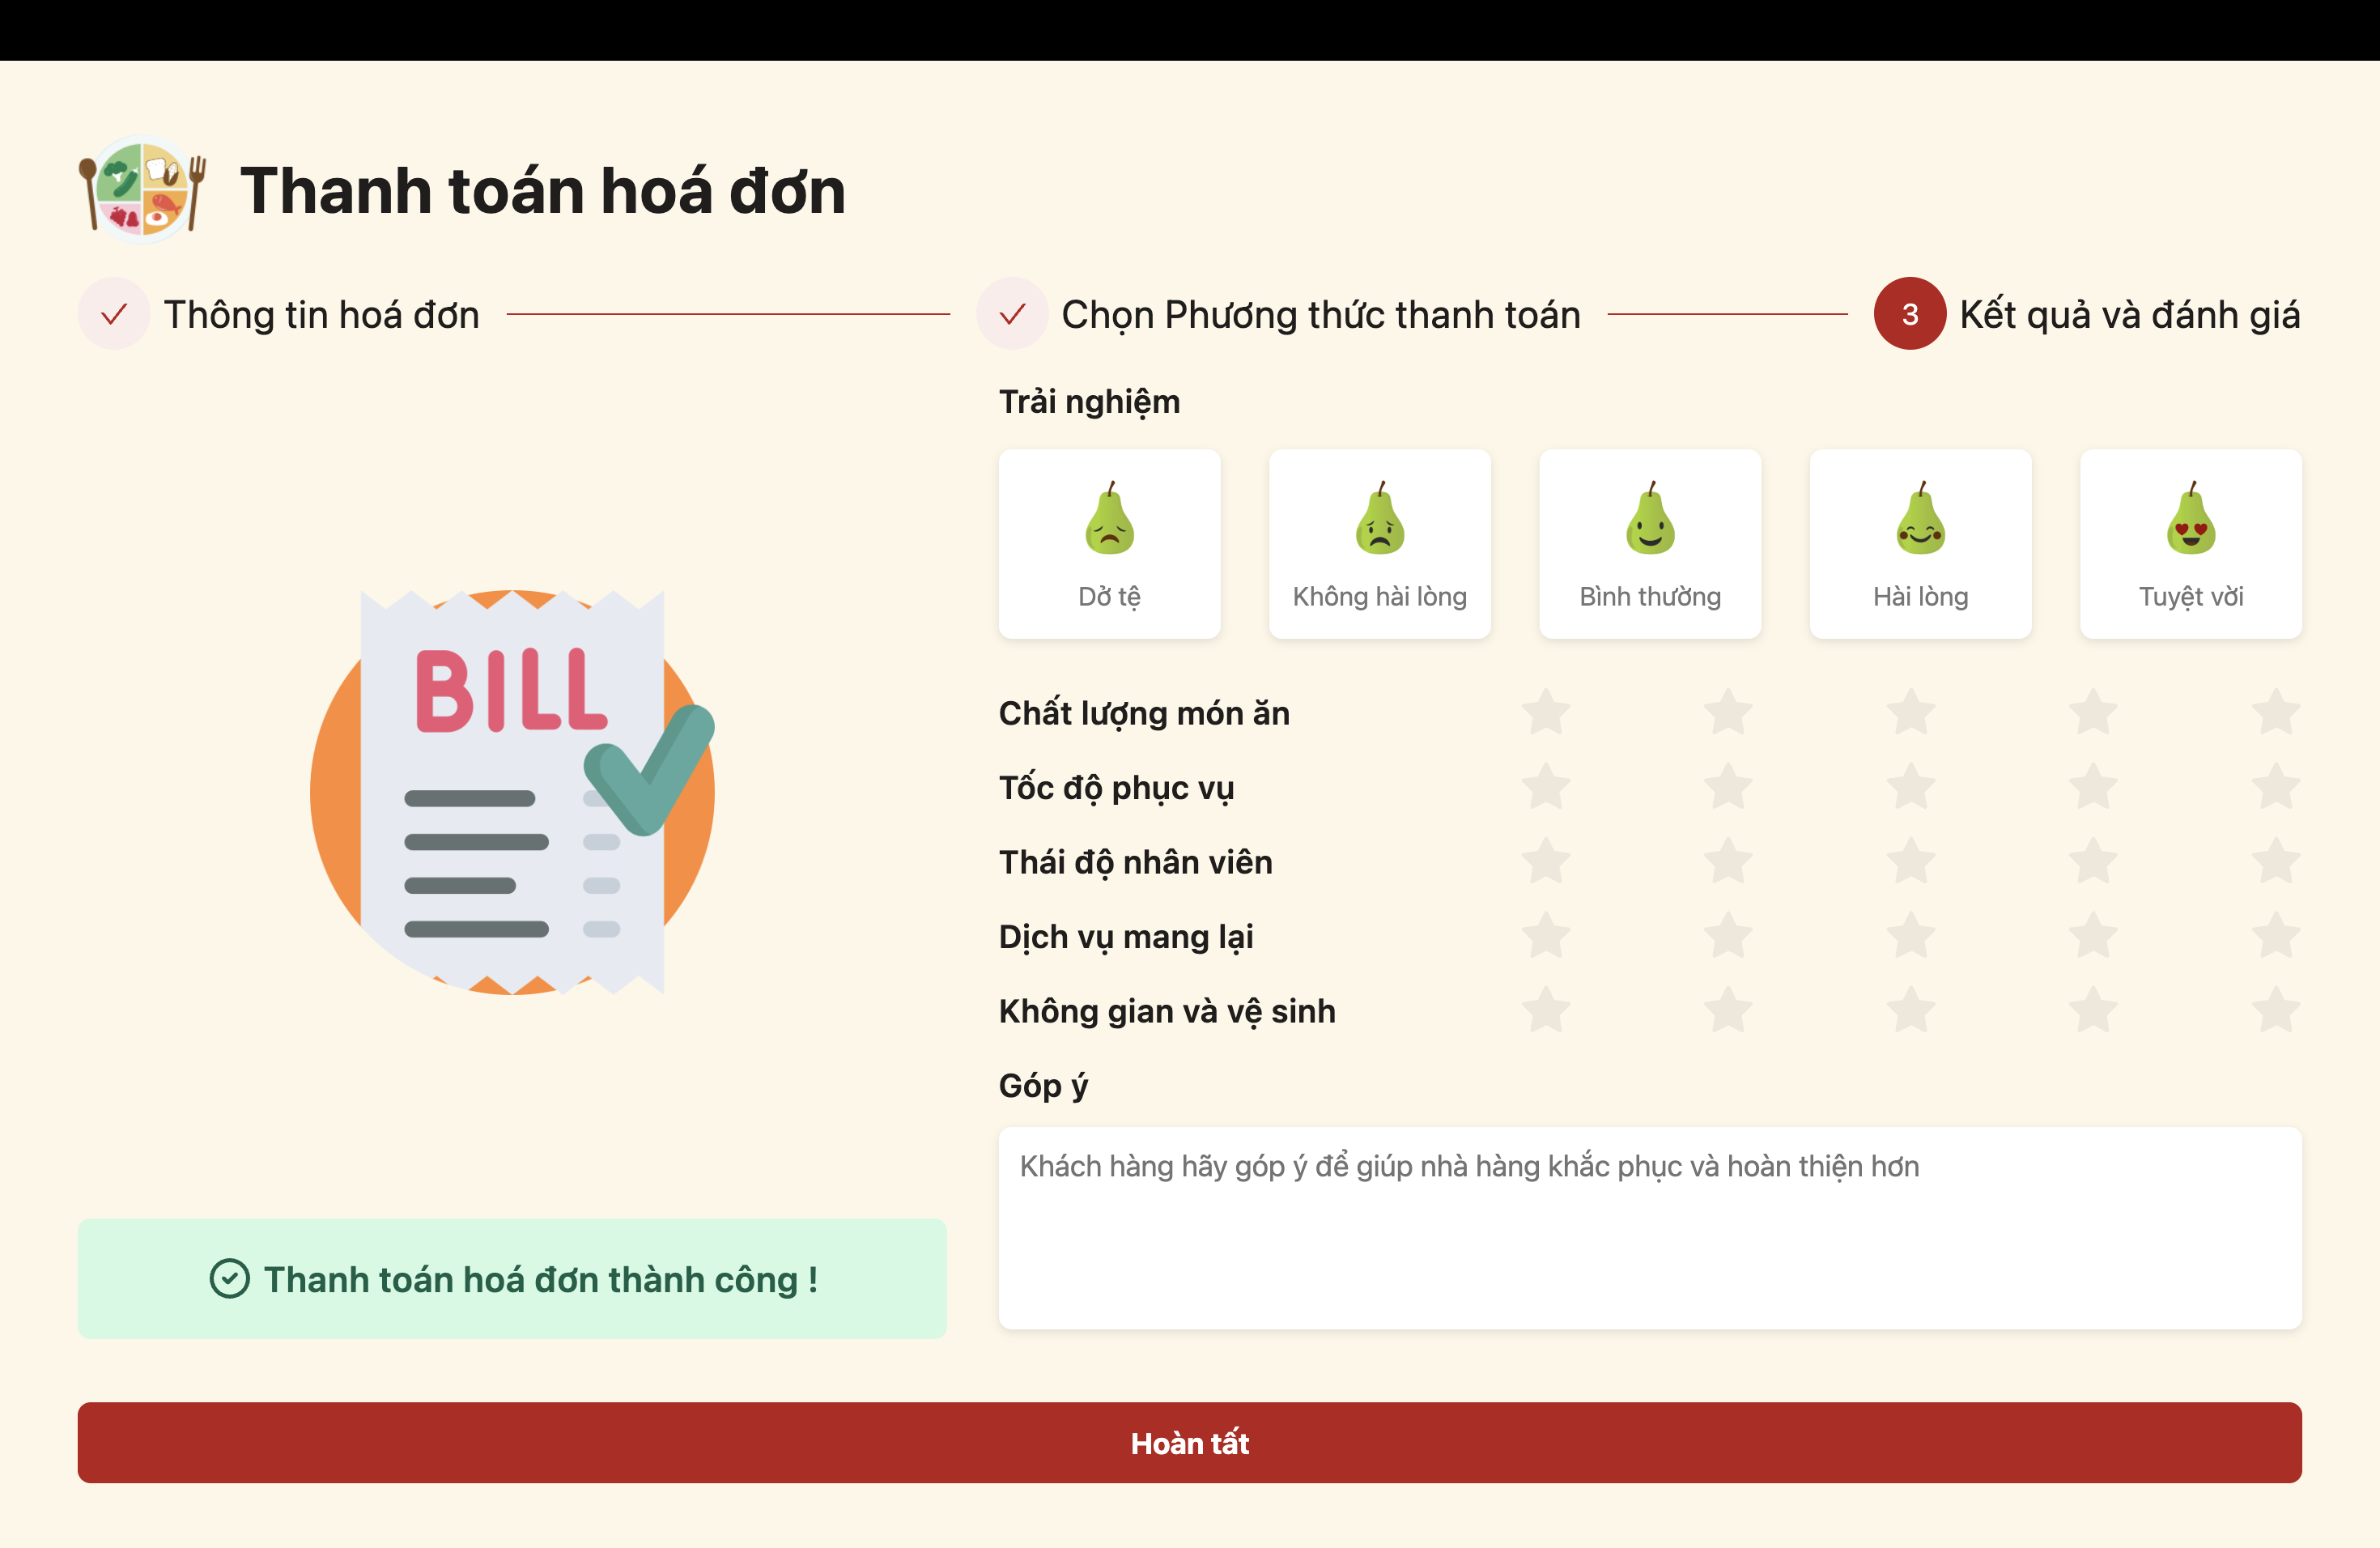 Thanh toán hoá đơn
Thông tin hoá đơn
Chọn Phương thức thanh toán
3 Kết quả và đánh giá
BILL
Thanh toán hoá đơn thành công !
Trải nghiệm
Dở tệ
Không hài lòng
Bình thường
Hài lòng
Tuyệt vời
Chất lượng món ăn
Tốc độ phục vụ
Thái độ nhân viên
Dịch vụ mang lại
Không gian và vệ sinh
Góp ý
Khách hàng hãy góp ý để giúp nhà hàng khắc phục và hoàn thiện hơn
Hoàn tất